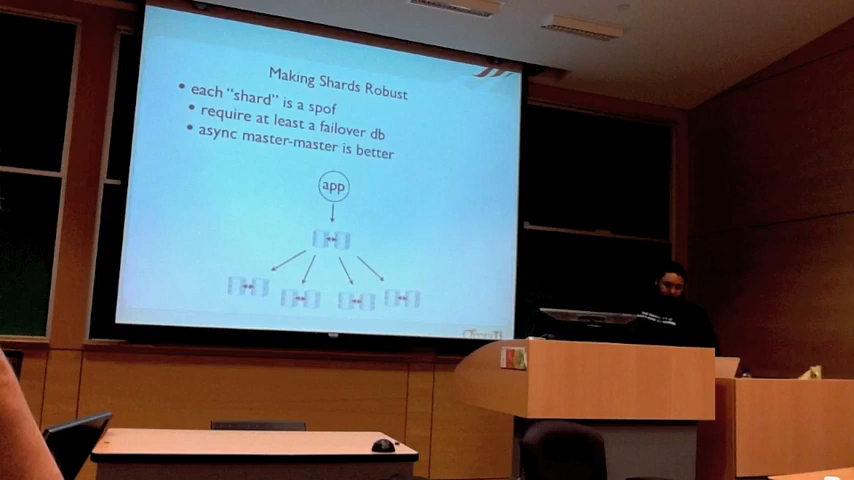 Making Shards Robust
• each “shard” is a spof
• require at least a failover db
• async master-master is better
app